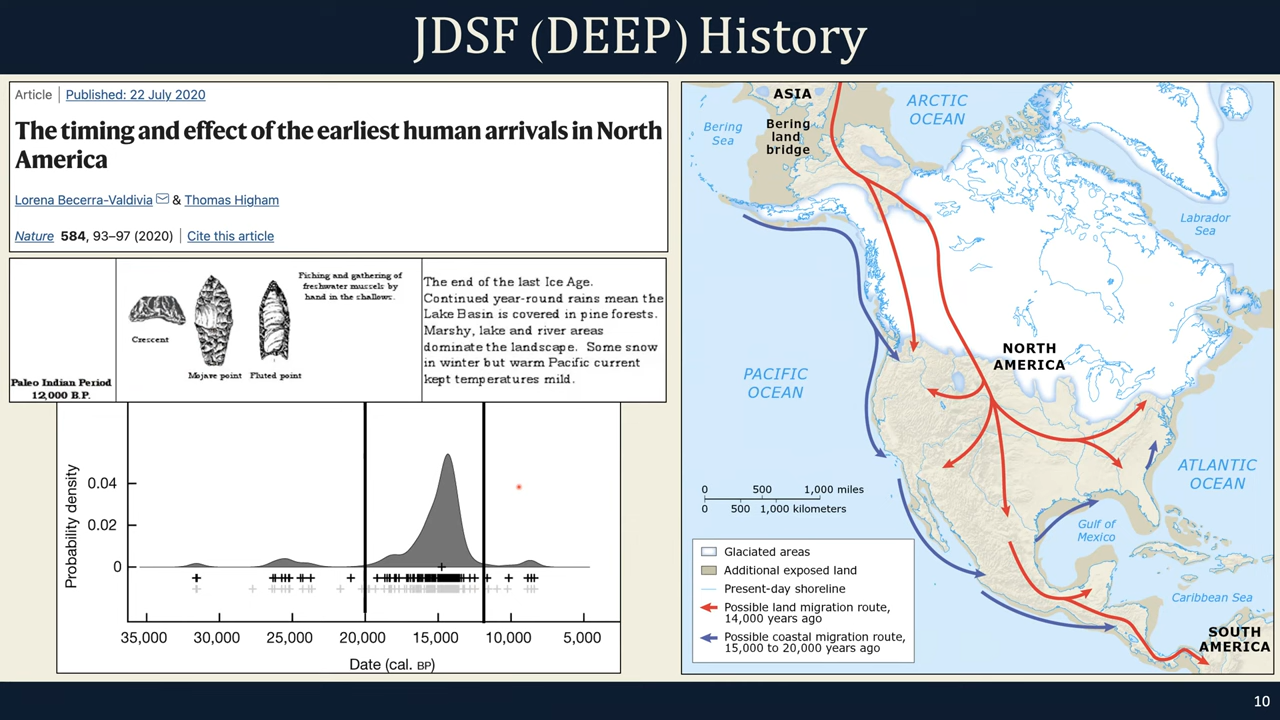 JDSF (DEEP) History
Article | Published: 22 July 2020
The timing and effect of the earliest human arrivals in North
America
Lorena Becerra-Valdivia & Thomas Higham
Nature 584, 93–97 (2020) | Cite this article
Paleo Indian Period
12,000 B.P.
Crescent
Mojave point
Fluted point
Fishing and gathering of
freshwater mussels by
hand in the shallows.
The end of the last Ice Age.
Continued year-round rains mean the
Lake Basin is covered in pine forests.
Marshy, lake and river areas
dominate the landscape. Some snow
in winter but warm Pacific current
kept temperatures mild.
Probability density
0.04
0.02
0
35,000
30,000
25,000
20,000
15,000
10,000
5,000
Date (cal. BP)
ASIA
Bering
Sea
Bering
land
bridge
ARCTIC
OCEAN
Labrador
Sea
NORTH
AMERICA
PACIFIC
OCEAN
ATLANTIC
OCEAN
Gulf of
Mexico
Caribbean Sea
SOUTH
AMERICA
0 500 1,000 miles
0 500 1,000 kilometers
Glaciated areas
Additional exposed land
Present-day shoreline
Possible land migration route,
14,000 years ago
Possible coastal migration route,
15,000 to 20,000 years ago
10